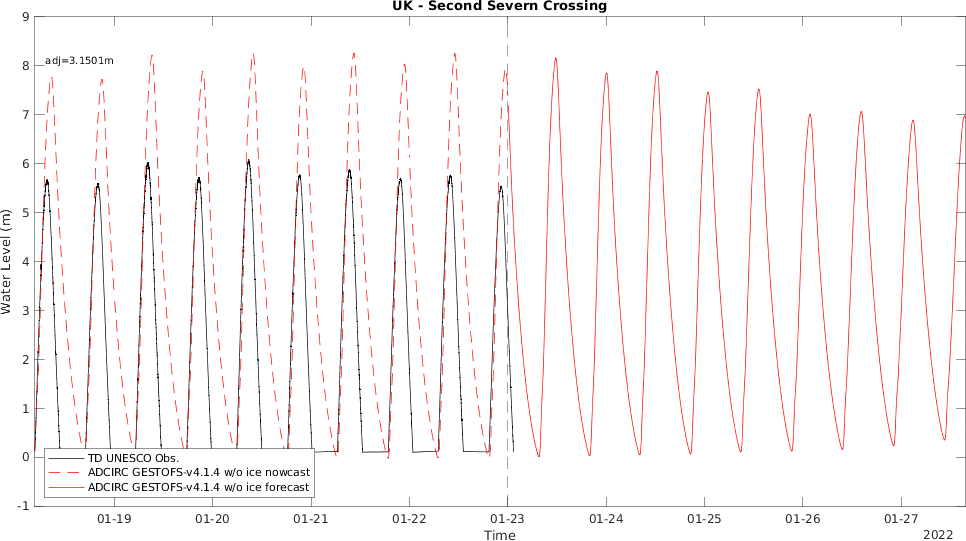 UK - Second Severn Crossing
adj=3.1501m
Water Level (m)
9
8
7
6
5
4
3
2
1
0
-1
TD UNESCO Obs.
ADCIRC GESTOFS-v4.1.4 w/o ice nowcast
ADCIRC GESTOFS-v4.1.4 w/o ice forecast
01-19 01-20 01-21 01-22 01-23 01-24 01-25 01-26 01-27
Time
2022